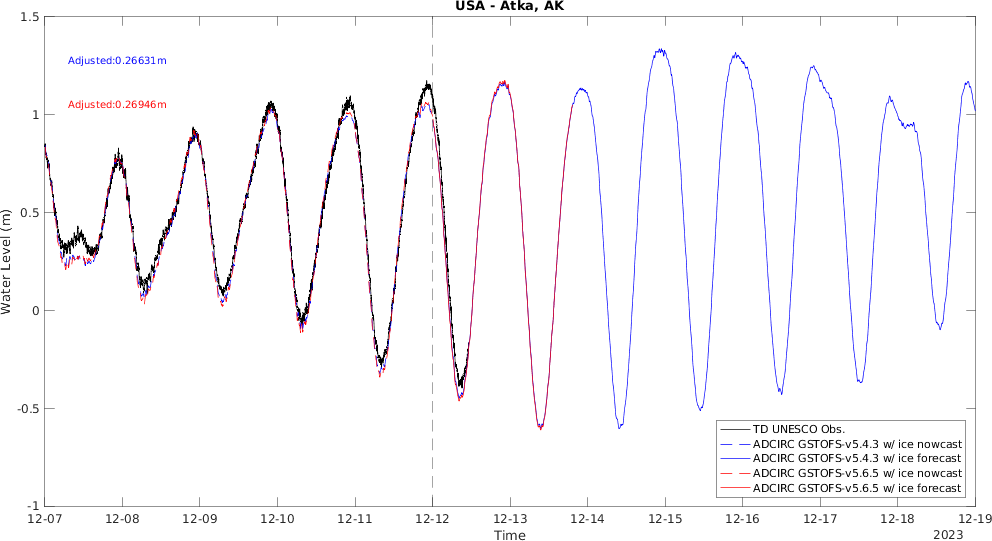 USA - Atka, AK
Adjusted:0.26631m
Adjusted:0.26946m
Water Level (m)
1.5
1
0.5
0
-0.5
-1
TD UNESCO Obs.
ADCIRC GSTOFS-v5.4.3 w/ ice nowcast
ADCIRC GSTOFS-v5.4.3 w/ ice forecast
ADCIRC GSTOFS-v5.6.5 w/ ice nowcast
ADCIRC GSTOFS-v5.6.5 w/ ice forecast
12-07 12-08 12-09 12-10 12-11 12-12 12-13 12-14 12-15 12-16 12-17 12-18 12-19
Time
2023